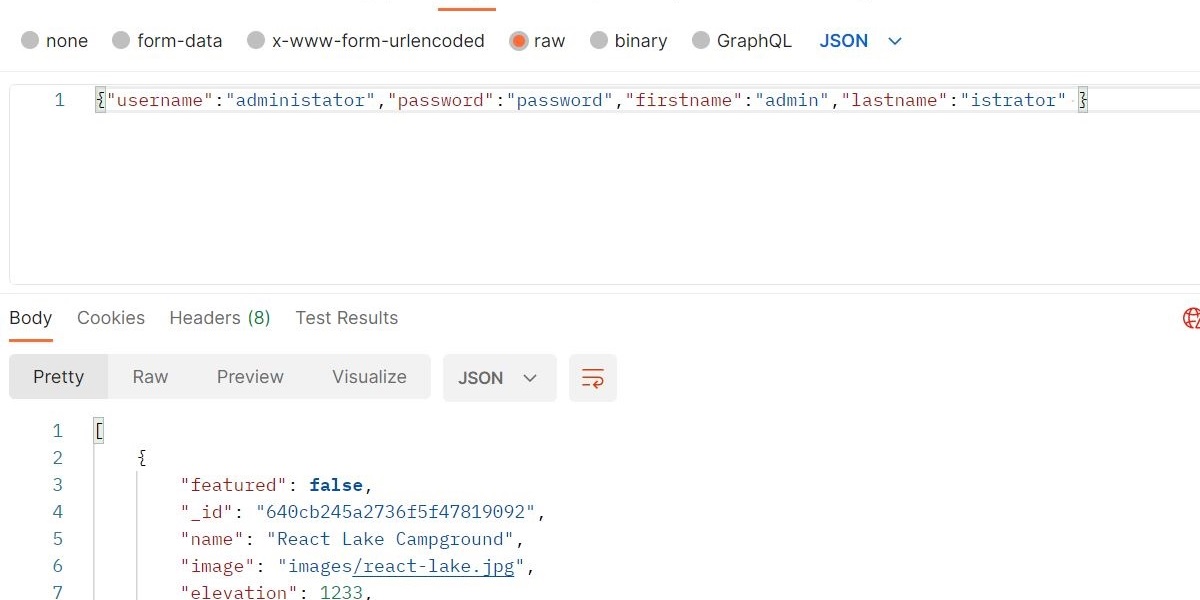 none form-data x-www-form-urlencoded raw binary GraphQL JSON
1 {"username":"administator","password":"password","firstname":"admin","lastname":"istrator" }
Body Cookies Headers (8) Test Results
Pretty Raw Preview Visualize JSON
1 [
2 {
3 "featured": false,
4 "_id": "640cb245a2736f5f47819092",
5 "name": "React Lake Campground",
6 "image": "images/react-lake.jpg",
7 "elevation": 1233,